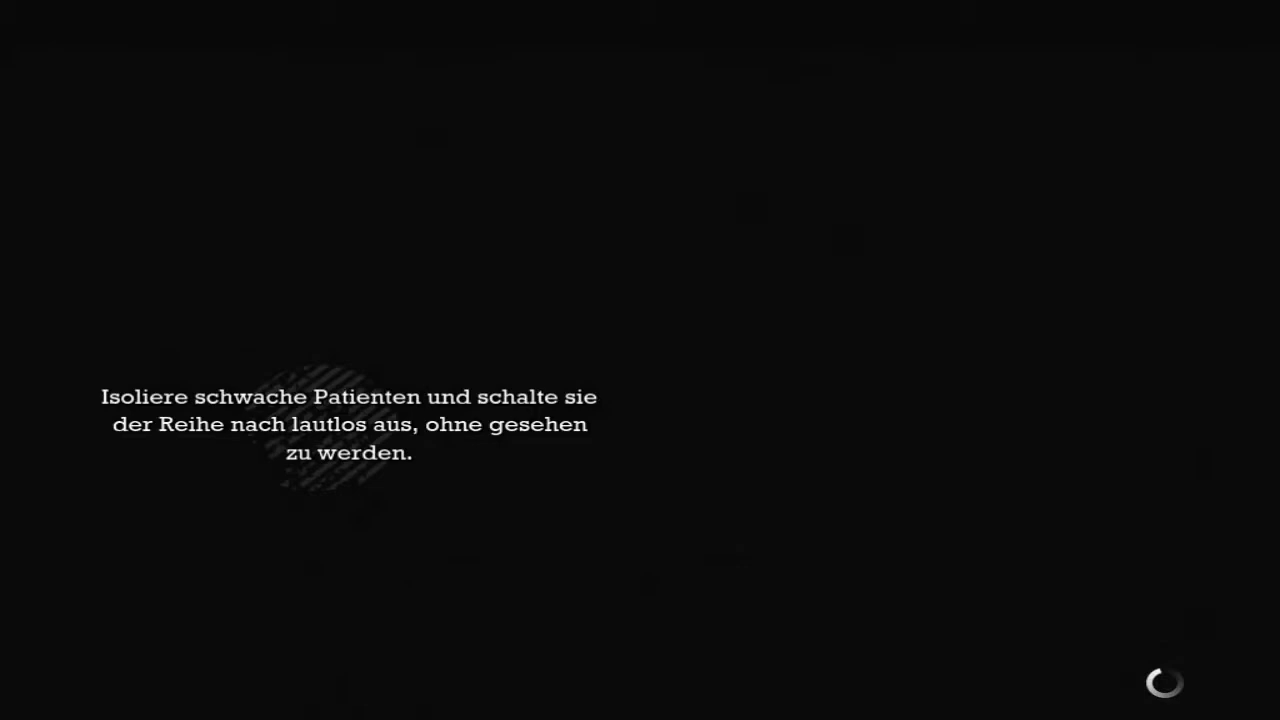 Isoliere schwache Patienten und schalte sie
der Reihe nach lautlos aus, ohne gesehen
zu werden.